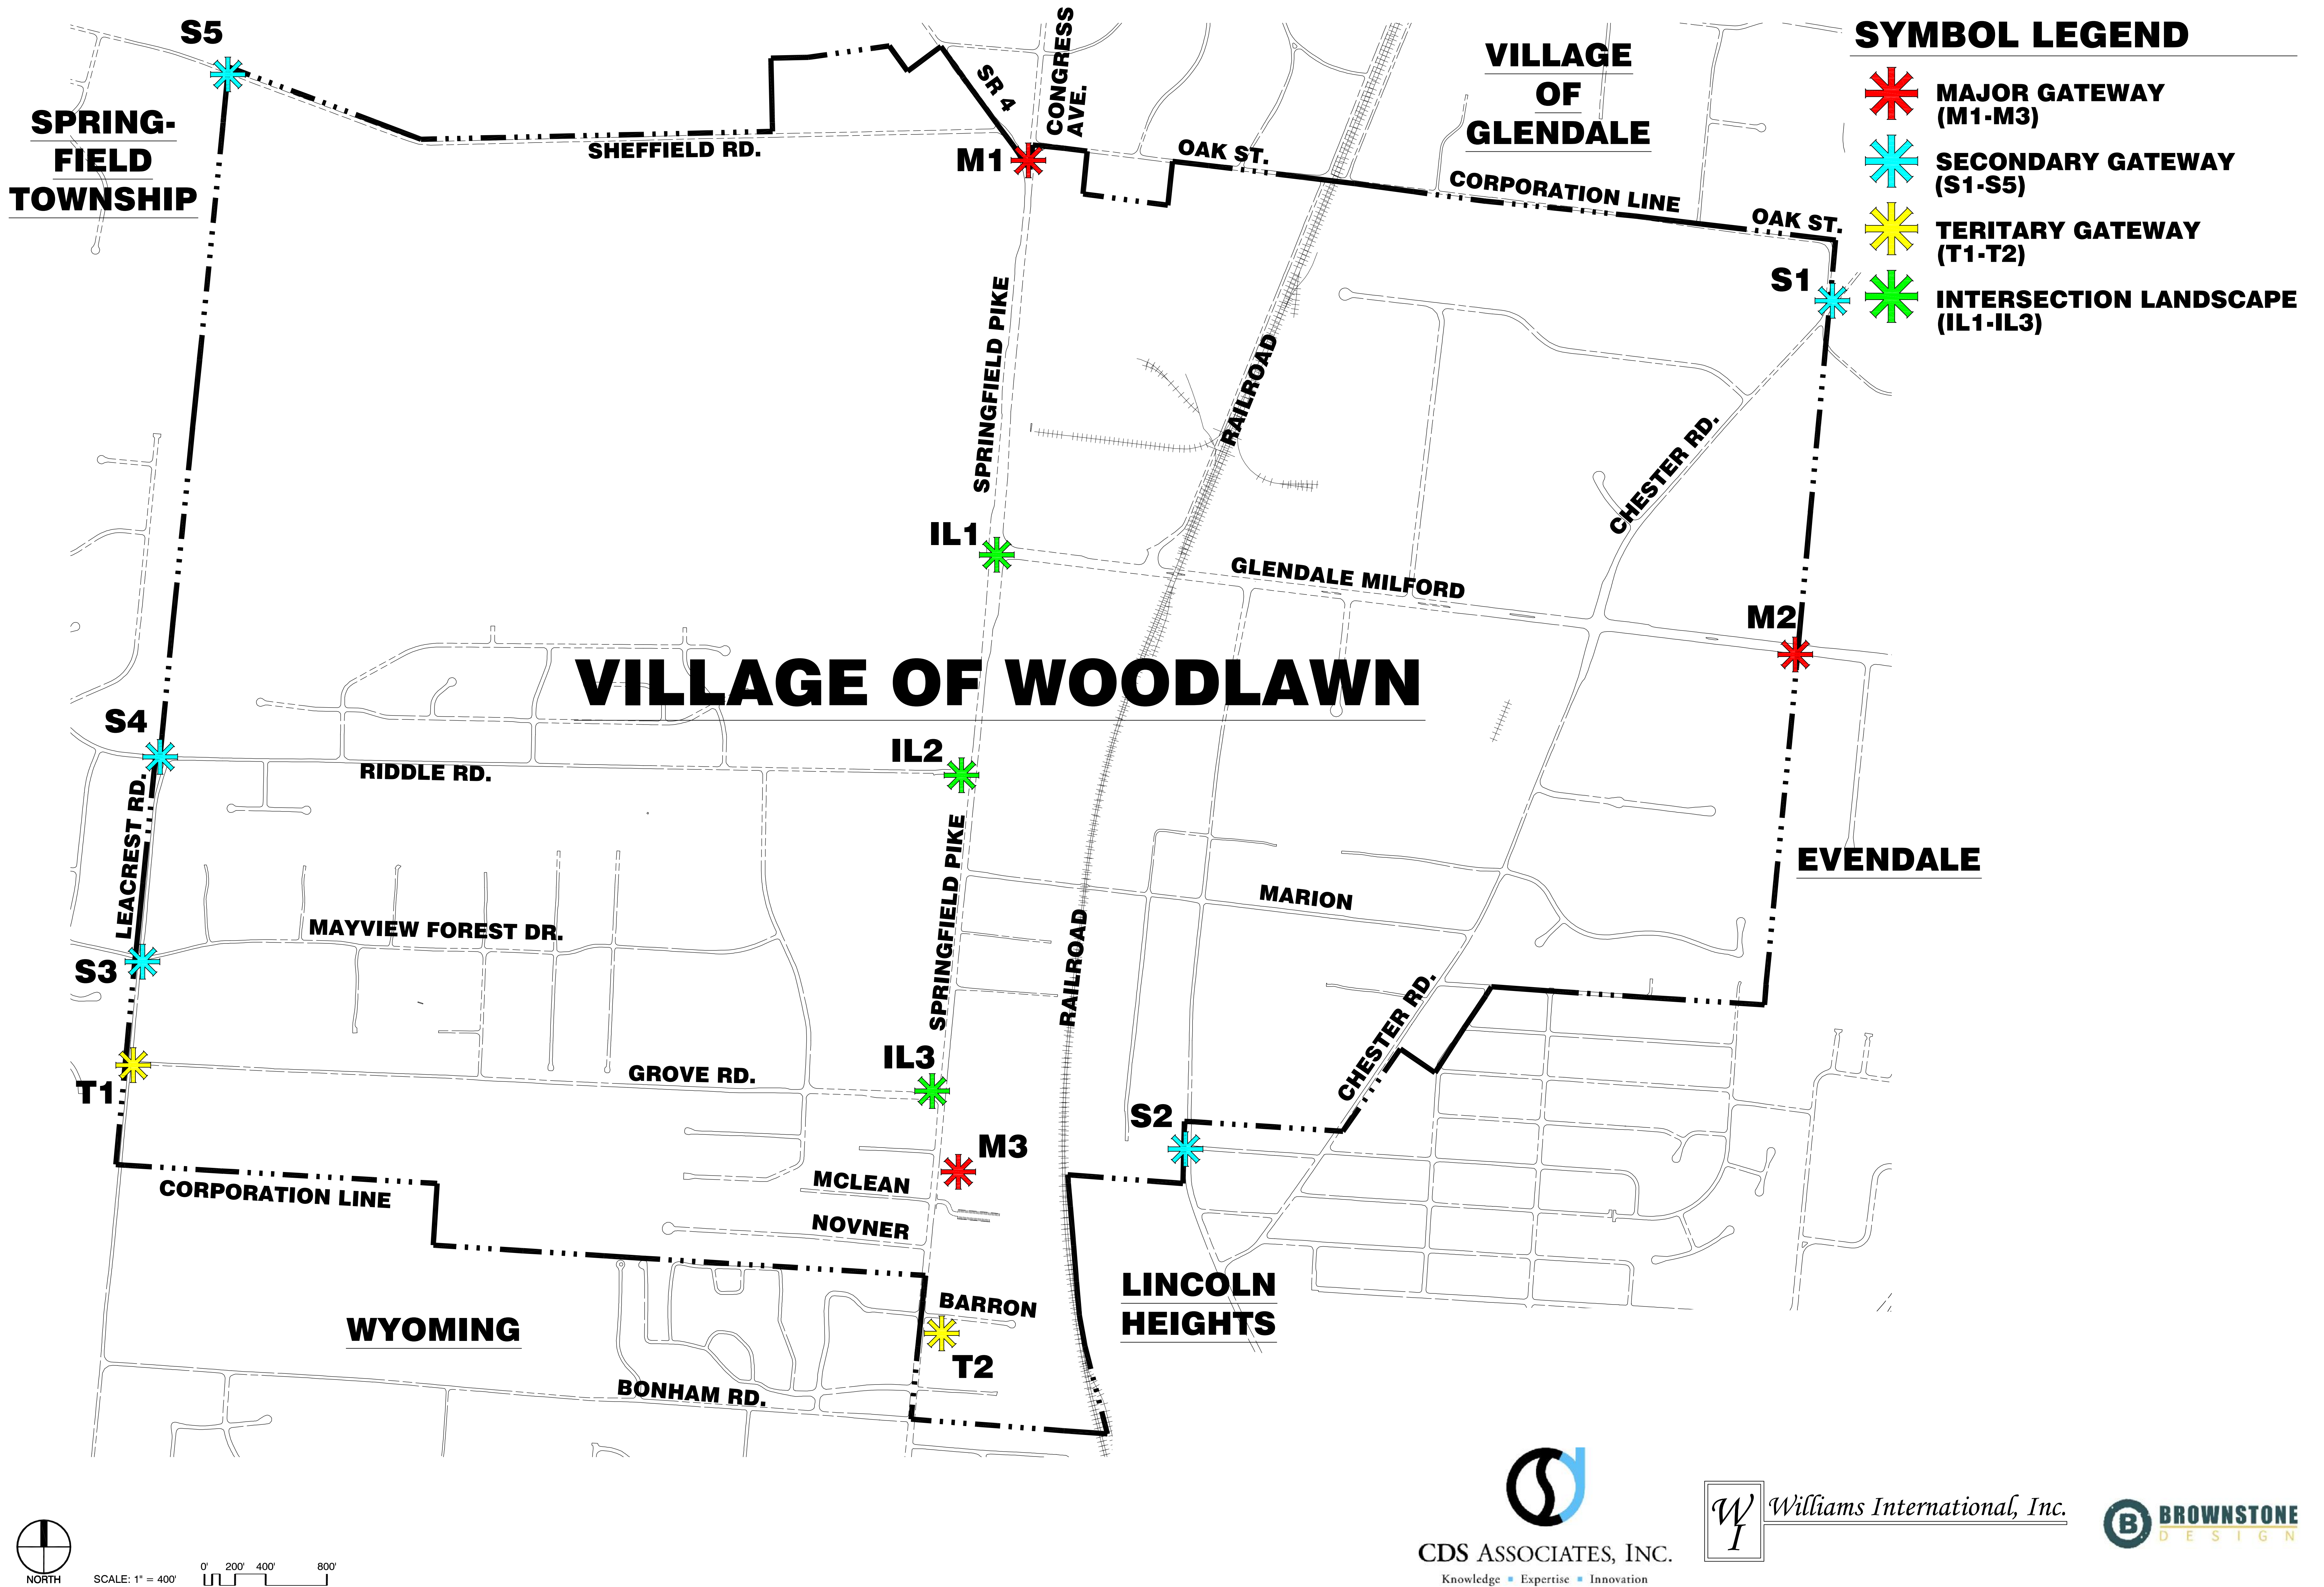 S5
SPRING-
FIELD
TOWNSHIP
SHEFFIELD RD.
SR 4
CONGRESS
AVE.
M1
OAK ST.
VILLAGE
OF
GLENDALE
CORPORATION LINE
OAK ST.
S1
SYMBOL LEGEND
MAJOR GATEWAY
(M1-M3)
SECONDARY GATEWAY
(S1-S5)
TERITARY GATEWAY
(T1-T2)
INTERSECTION LANDSCAPE
(IL1-IL3)
SPRINGFIELD PIKE
RAILROAD
CHESTER RD.
IL1
GLENDALE MILFORD
M2
VILLAGE OF WOODLAWN
S4
RIDDLE RD.
IL2
LEACREST RD.
SPRINGFIELD PIKE
EVENDALE
MARION
MAYVIEW FOREST DR.
S3
RAILROAD
CHESTER RD.
T1
GROVE RD.
IL3
S2
M3
MCLEAN
CORPORATION LINE
NOVNER
LINCOLN
HEIGHTS
BARRON
WYOMING
T2
BONHAM RD.
NORTH
SCALE: 1" = 400'
0' 200' 400' 800'
CDS ASSOCIATES, INC.
Knowledge ▪ Expertise ▪ Innovation
WI
Williams International, Inc.
B
BROWNSTONE
DESIGN